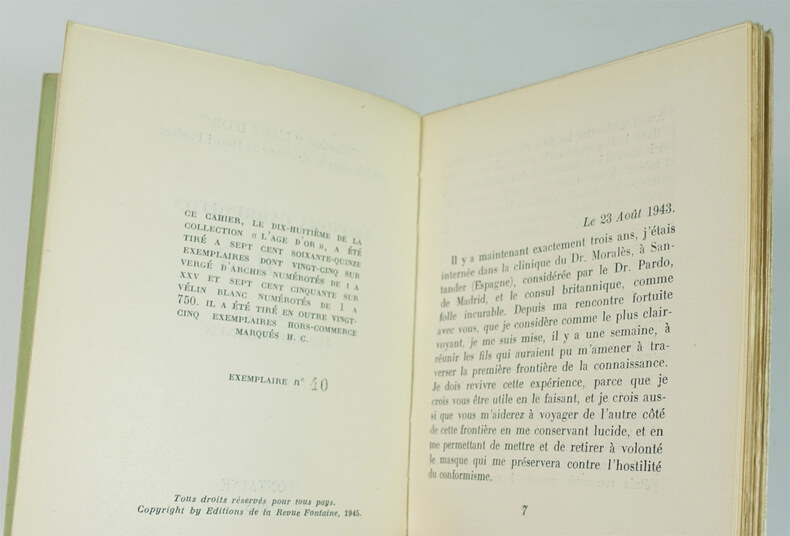 CE CAHIER, LE DIX-HUITIÈME DE LA
COLLECTION « L'AGE D'OR », A ÉTÉ
TIRÉ A SEPT CENT SOIXANTE-QUINZE
EXEMPLAIRES DONT VINGT-CINQ SUR
VERGÉ D'ARCHES NUMÉROTÉS DE I A
XXV ET SEPT CENT CINQUANTE SUR
VÉLIN BLANC NUMÉROTÉS DE 1 A
750. IL A ÉTÉ TIRÉ EN OUTRE VINGT-
CINQ EXEMPLAIRES HORS-COMMERCE
MARQUÉS H. C.
EXEMPLAIRE n° 40
Tous droits réservés pour tous pays.
Copyright by Editions de la Revue Fontaine, 1945.
Le 23 Août 1943.
Il y a maintenant exactement trois ans, j'étais
internée dans la clinique du Dr. Moralès, à San-
tander (Espagne), considérée par le Dr. Pardo,
de Madrid, et le consul britannique, comme
folle incurable. Depuis ma rencontre fortuite
avec vous, que je considère comme le plus clair-
voyant, je me suis mise, il y a une semaine, à
réunir les fils qui auraient pu m'amener à tra-
verser la première frontière de la connaissance.
Je dois revivre cette expérience, parce que je
crois vous être utile en le faisant, et je crois aus-
si que vous m'aiderez à voyager de l'autre côté
de cette frontière en me conservant lucide, et en
me permettant de mettre et de retirer à volonté
le masque qui me préservera contre l'hostilité
du conformisme.
7